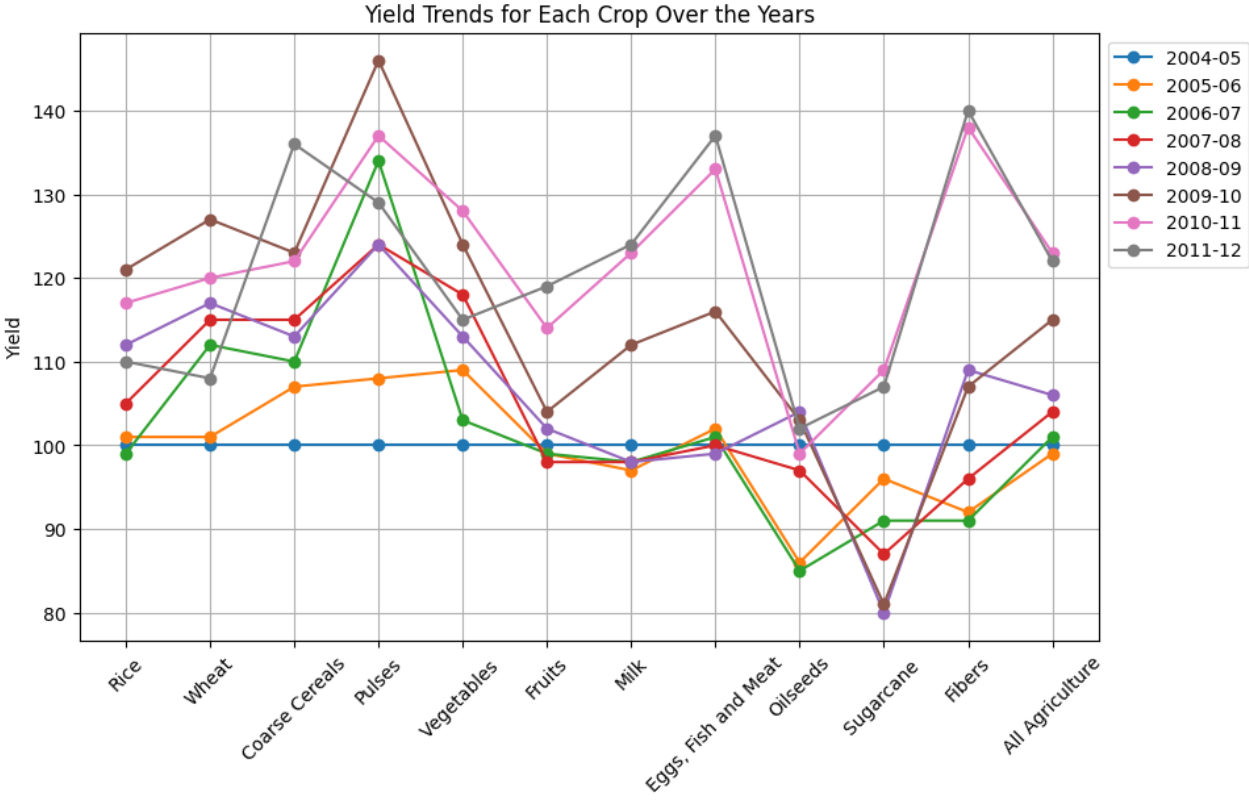 Yield Trends for Each Crop Over the Years
2004-05
2005-06
2006-07
2007-08
2008-09
2009-10
2010-11
2011-12
Yield
140
130
120
110
100
90
80
Rice
Wheat
Coarse Cereals
Pulses
Vegetables
Fruits
Milk
Eggs, Fish and Meat
Oilseeds
Sugarcane
Fibers
All Agriculture